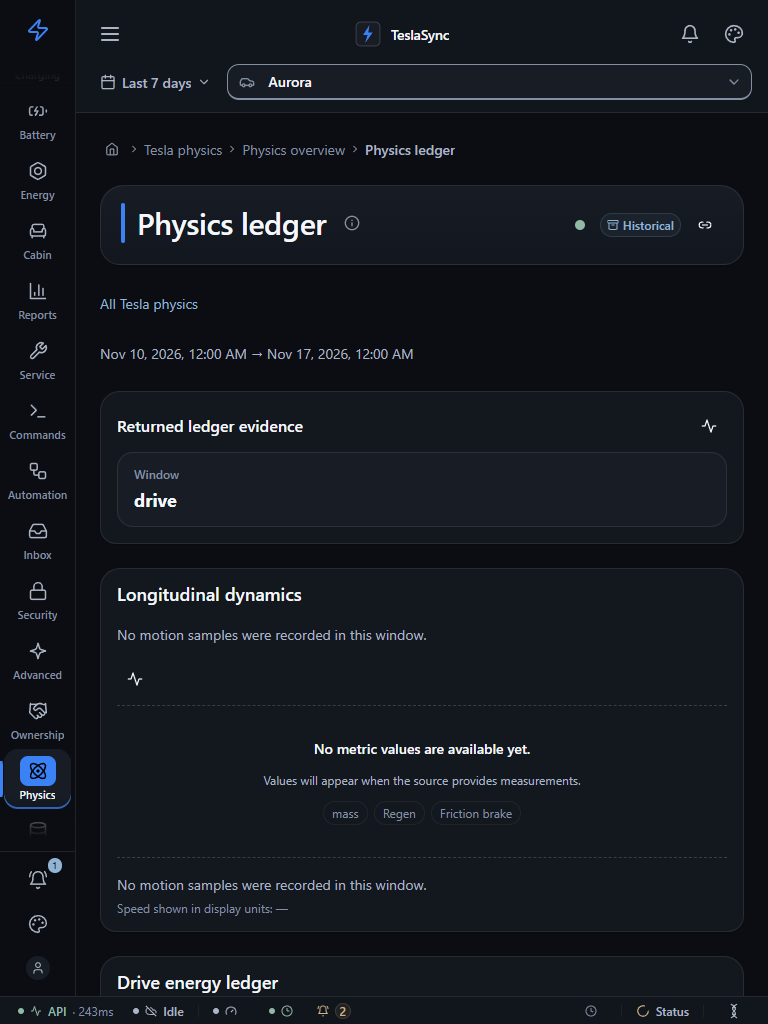 TeslaSync
Last 7 days
Aurora
Charging
Battery
Energy
Cabin
Reports
Service
Commands
Automation
Inbox
Security
Advanced
Ownership
Physics
1
Tesla physics > Physics overview > Physics ledger
Physics ledger
Historical
All Tesla physics
Nov 10, 2026, 12:00 AM → Nov 17, 2026, 12:00 AM
Returned ledger evidence
Window
drive
Longitudinal dynamics
No motion samples were recorded in this window.
No metric values are available yet.
Values will appear when the source provides measurements.
mass Regen Friction brake
No motion samples were recorded in this window.
Speed shown in display units: —
Drive energy ledger
API · 243ms Idle 2 Status